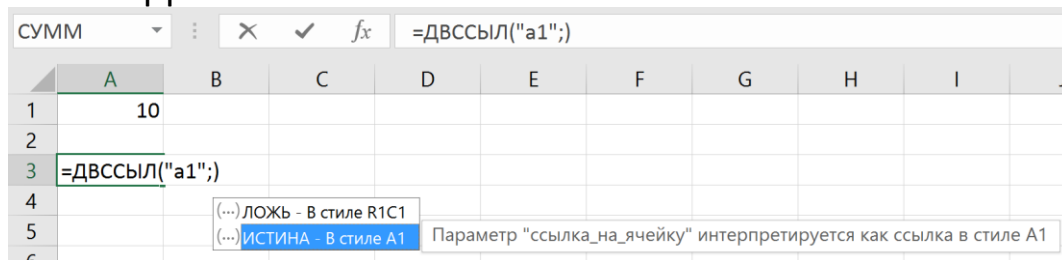 СУММ fx =ДВССЫЛ("a1";)
A B C D E F G H I
1 10
2
3 =ДВССЫЛ("a1";)
4 (...) ЛОЖЬ - В стиле R1C1
5 (...) ИСТИНА - В стиле A1 Параметр "ссылка_на_ячейку" интерпретируется как ссылка в стиле A1